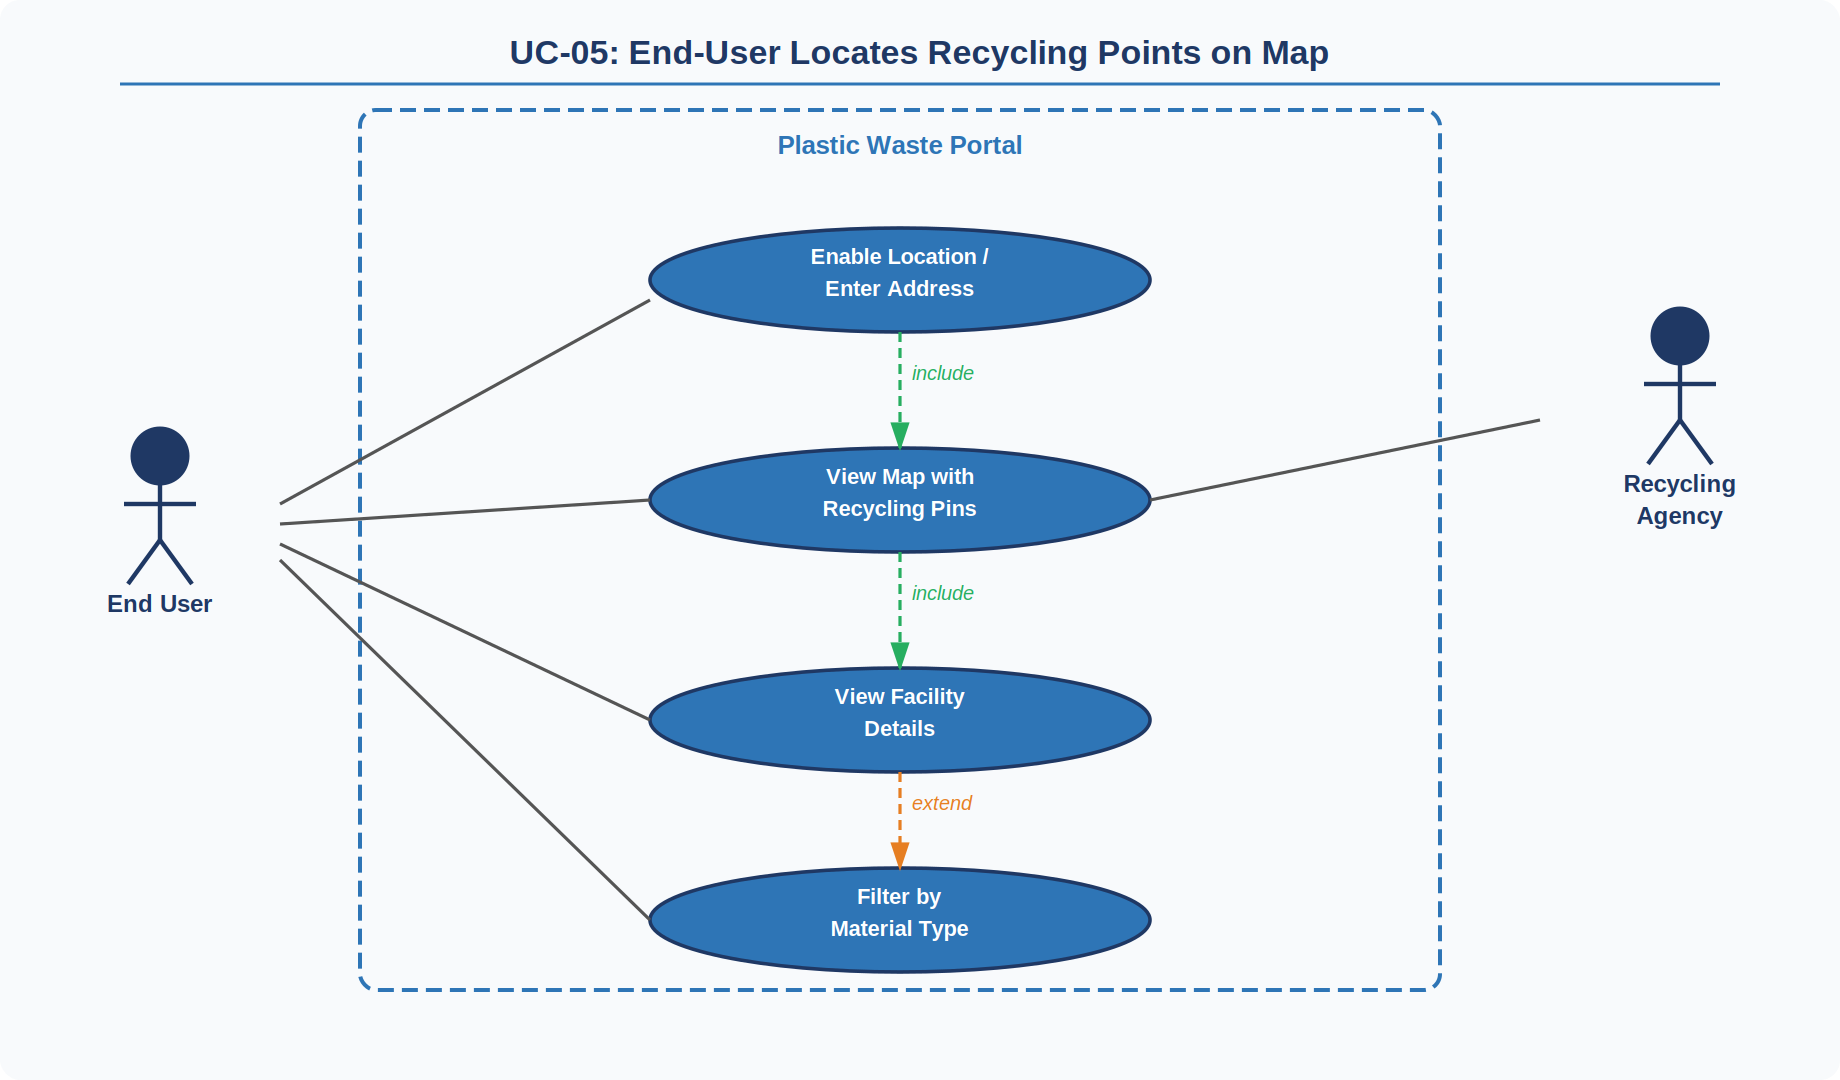 UC-05: End-User Locates Recycling Points on Map
Plastic Waste Portal
Enable Location /
Enter Address
include
View Map with
Recycling Pins
Recycling
Agency
include
End User
View Facility
Details
extend
Filter by
Material Type